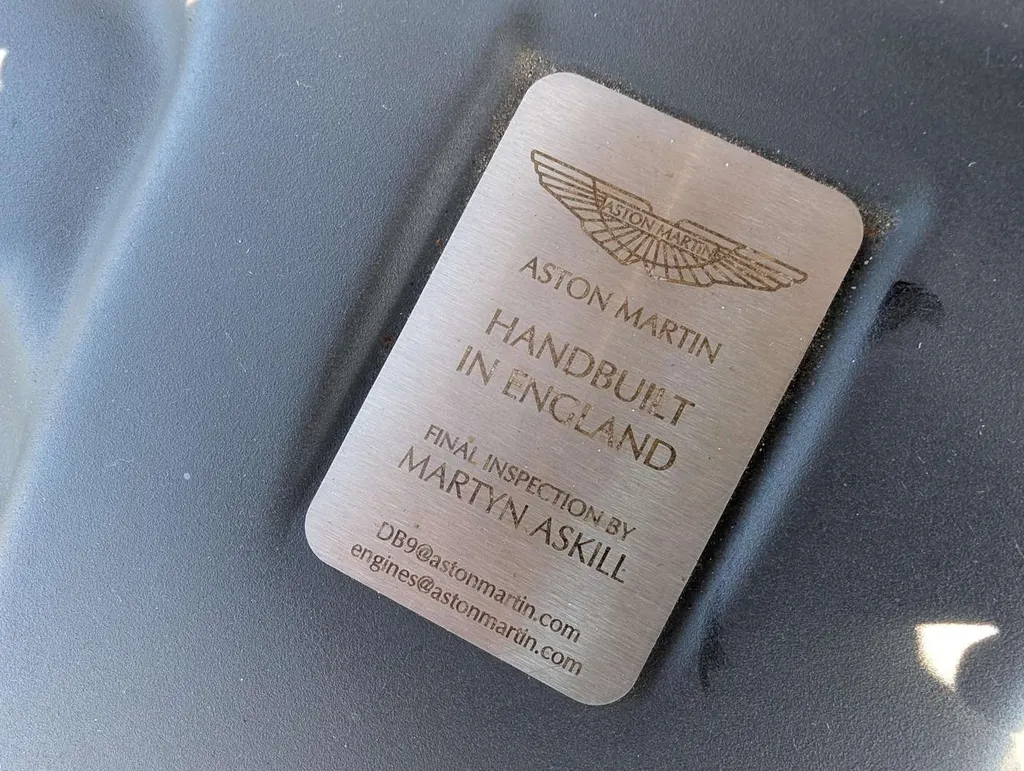 ASTON MARTIN
ASTON MARTIN
HANDBUILT
IN ENGLAND
FINAL INSPECTION BY
MARTYN ASKILL
DB9@astonmartin.com
engines@astonmartin.com